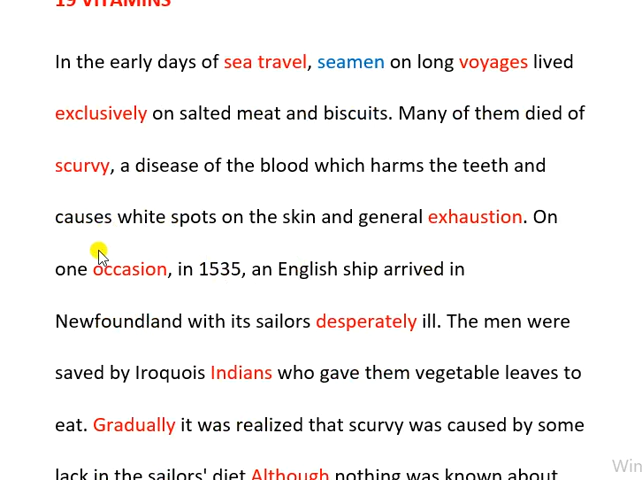 19 VITAMINS
In the early days of sea travel, seamen on long voyages lived
exclusively on salted meat and biscuits. Many of them died of
scurvy, a disease of the blood which harms the teeth and
causes white spots on the skin and general exhaustion. On
one occasion, in 1535, an English ship arrived in
Newfoundland with its sailors desperately ill. The men were
saved by Iroquois Indians who gave them vegetable leaves to
eat. Gradually it was realized that scurvy was caused by some
Win
lack in the sailors' diet Although nothing was known about